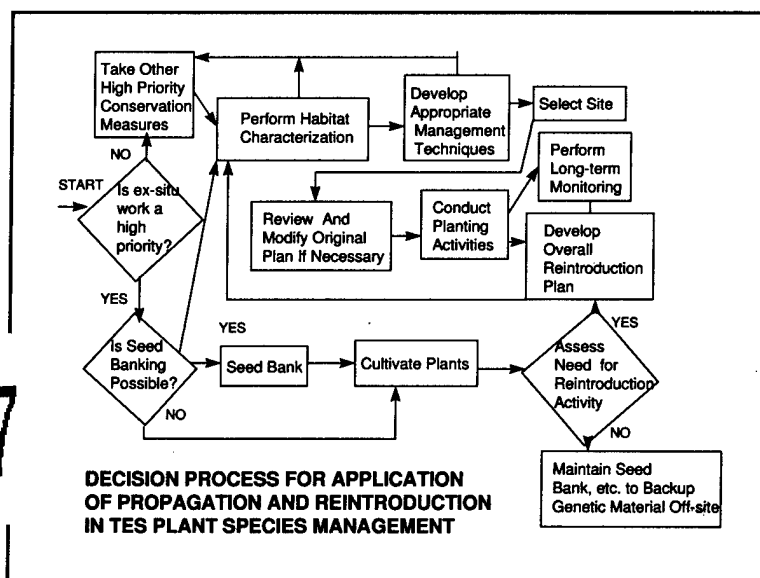 Take Other
High Priority
Conservation
Measures
Perform Habitat
Characterization
Develop
Appropriate
Management
Techniques
Select Site
Perform
Long-term
Monitoring
NO
START
Is ex-situ
work a
high
priority?
Review And
Modify Original
Plan If Necessary
Conduct
Planting
Activities
Develop
Overall
Reintroduction
Plan
YES
Is Seed
Banking
Possible?
YES
Seed Bank
Cultivate Plants
YES
Assess
Need for
Reintroduction
Activity
NO
NO
Maintain Seed
Bank, etc. to Backup
Genetic Material Off-site
DECISION PROCESS FOR APPLICATION
OF PROPAGATION AND REINTRODUCTION
IN TES PLANT SPECIES MANAGEMENT